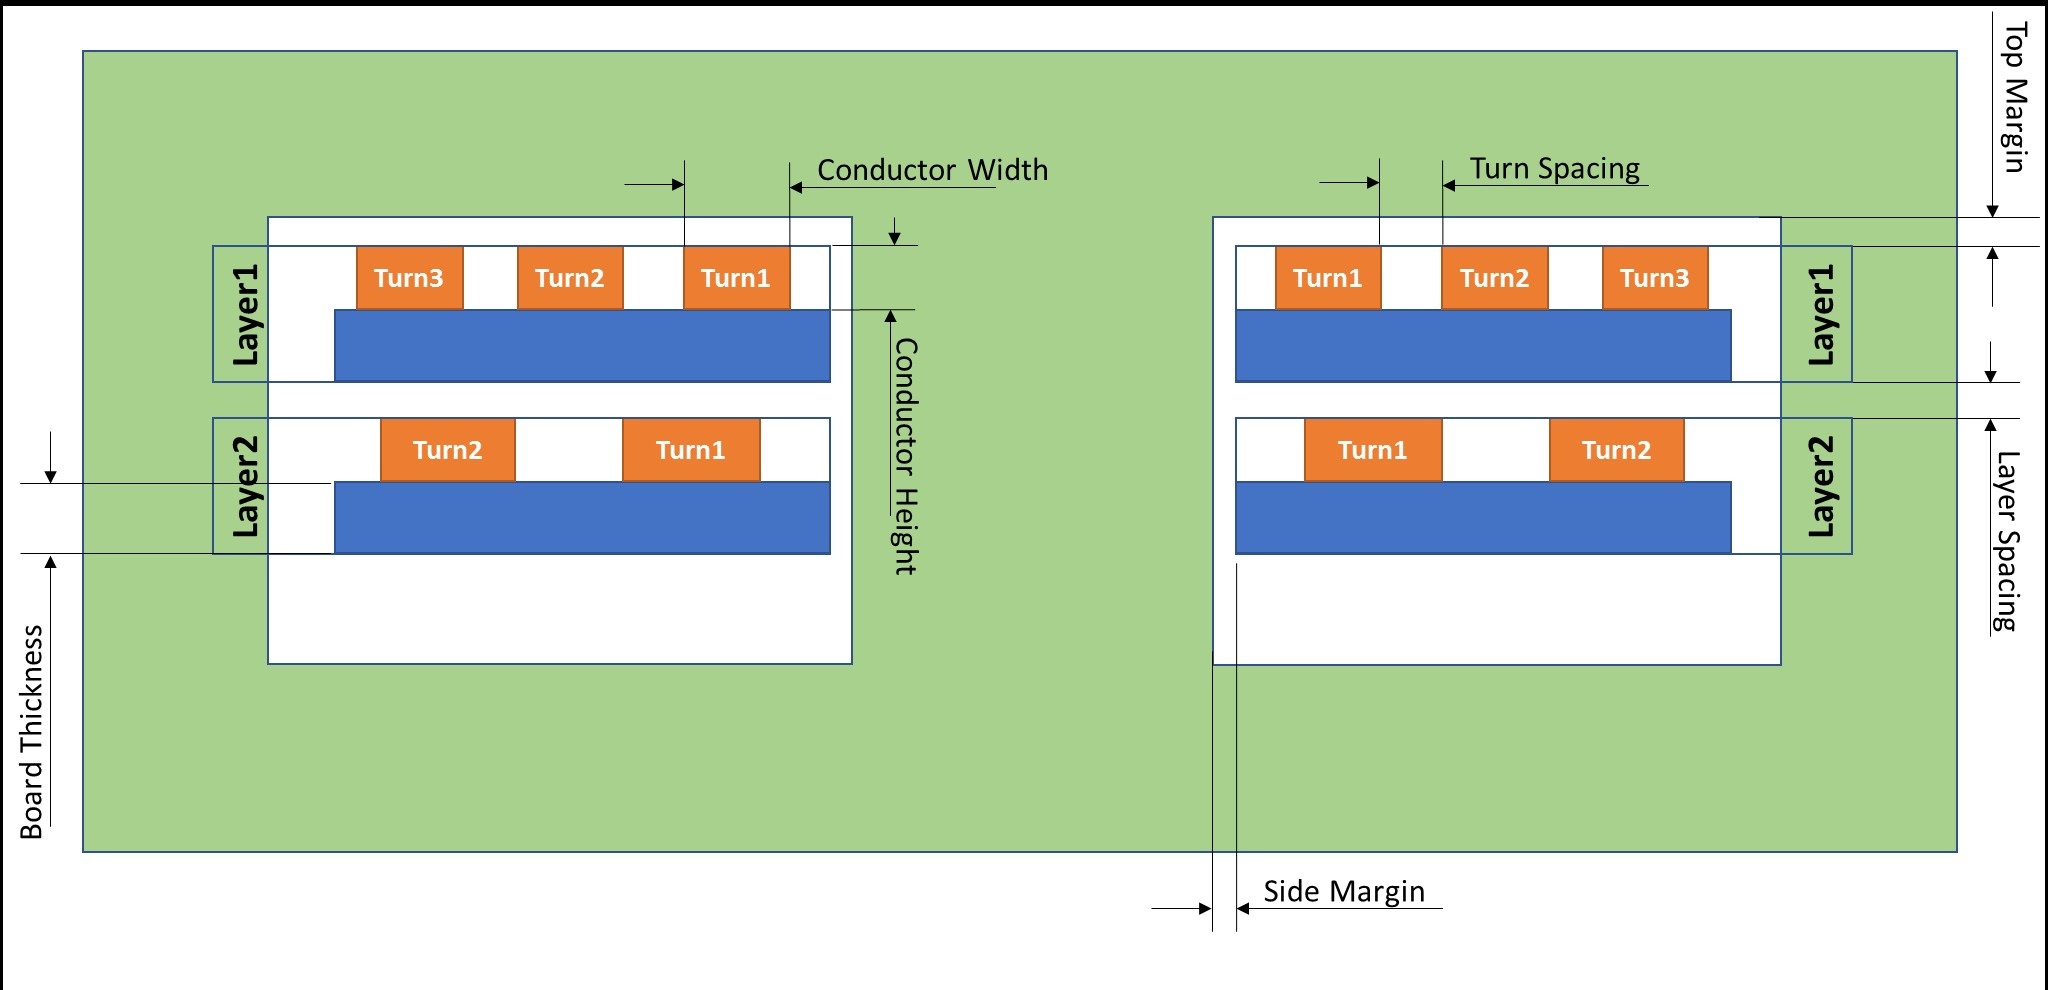 Top Margin
Conductor Width
Turn Spacing
Layer1
Turn3
Turn2
Turn1
Turn1
Turn2
Turn3
Layer1
Conductor Height
Layer2
Turn2
Turn1
Turn1
Turn2
Layer2
Layer Spacing
Board Thickness
Side Margin